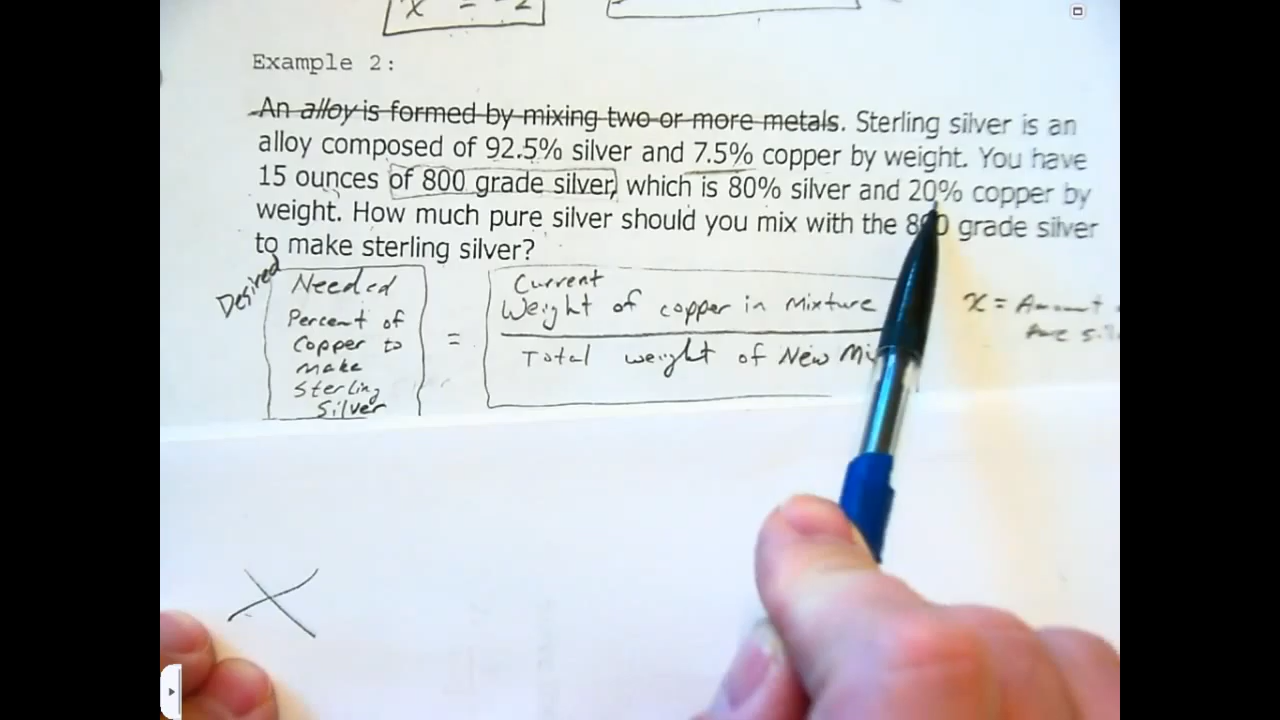 x = -2
Example 2:
An alloy is formed by mixing two or more metals. Sterling silver is an
alloy composed of 92.5% silver and 7.5% copper by weight. You have
15 ounces of 800 grade silver, which is 80% silver and 20% copper by
weight. How much pure silver should you mix with the 800 grade silver
to make sterling silver?
Desired
Needed
Percent of
Copper to
make
Sterling
Silver
=
Current
Weight of copper in Mixture
Total weight of New
x = Amount